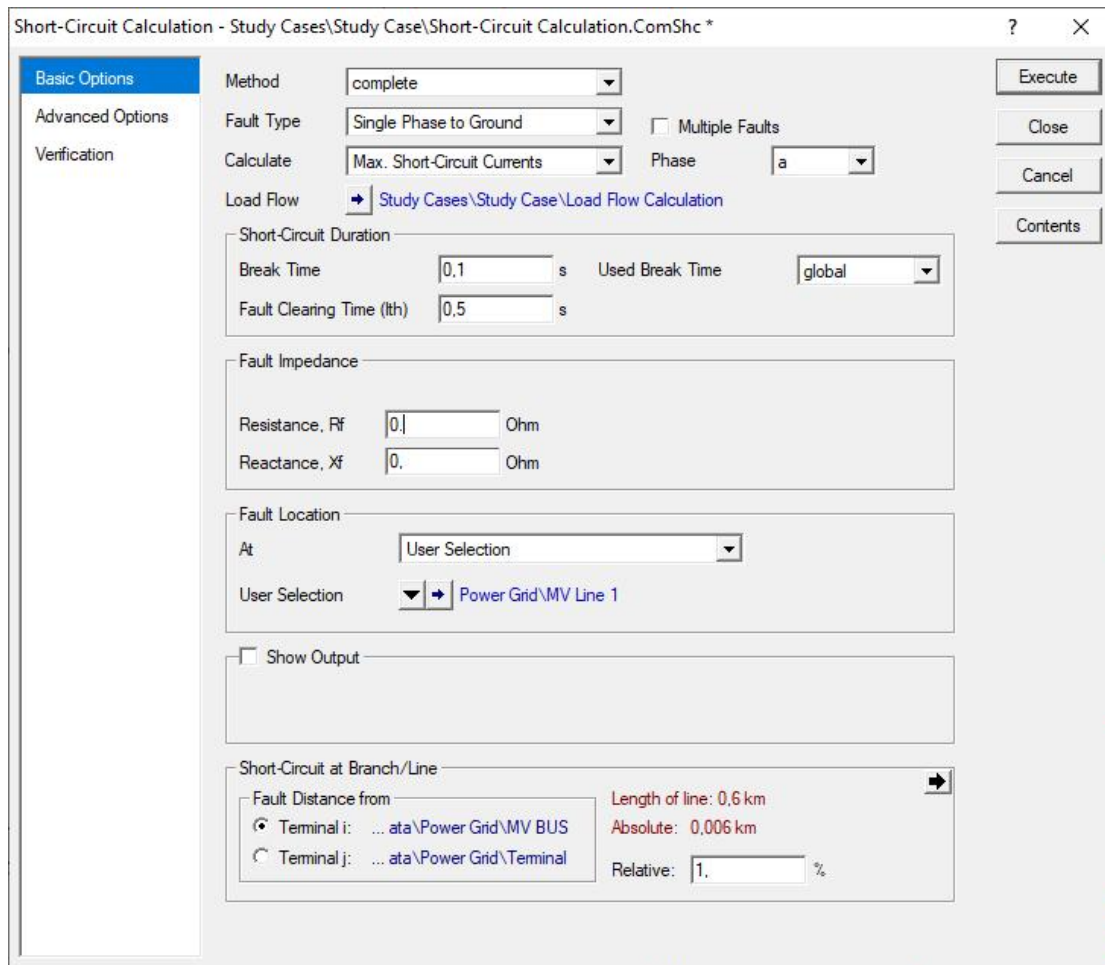 Short-Circuit Calculation - Study Cases\Study Case\Short-Circuit Calculation.ComShc *
?
Basic Options
Advanced Options
Verification
Method complete
Fault Type Single Phase to Ground Multiple Faults
Calculate Max. Short-Circuit Currents Phase a
Load Flow Study Cases\Study Case\Load Flow Calculation
Short-Circuit Duration
Break Time 0,1 s Used Break Time global
Fault Clearing Time (Ith) 0,5 s
Fault Impedance
Resistance, Rf 0. Ohm
Reactance, Xf 0, Ohm
Fault Location
At User Selection
User Selection Power Grid\MV Line 1
Show Output
Short-Circuit at Branch/Line
Fault Distance from
Terminal i: ... ata\Power Grid\MV BUS
Terminal j: ... ata\Power Grid\Terminal
Length of line: 0,6 km
Absolute: 0,006 km
Relative: 1, %
Execute
Close
Cancel
Contents